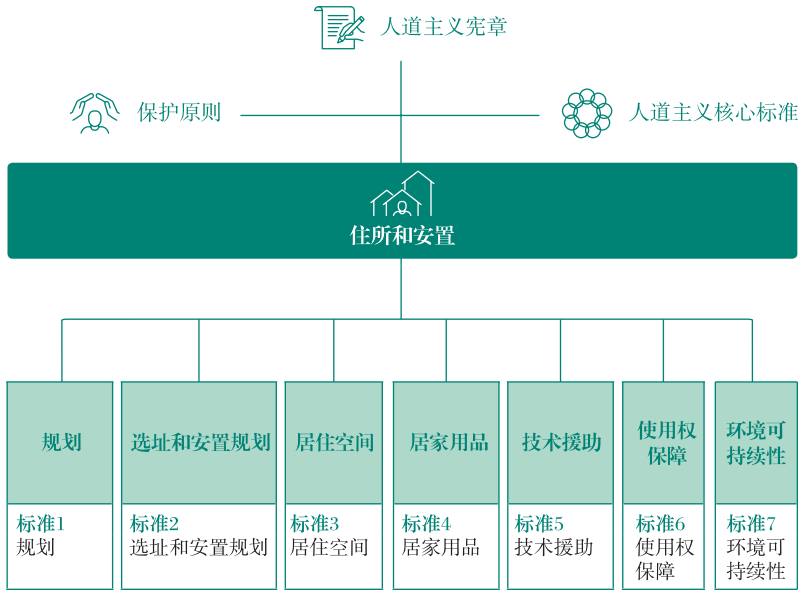 人道主义宪章
保护原则
人道主义核心标准
住所和安置
规划
选址和安置规划
居住空间
居家用品
技术援助
使用权
保障
环境可
持续性
标准1
规划
标准2
选址和安置规划
标准3
居住空间
标准4
居家用品
标准5
技术援助
标准6
使用权
保障
标准7
环境可
持续性